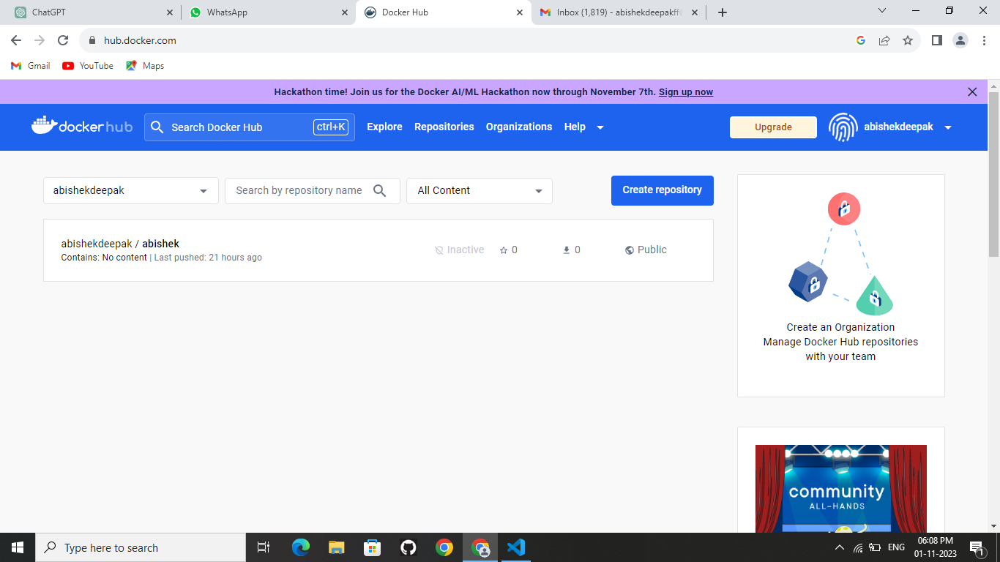 ChatGPT
WhatsApp
Docker Hub
Inbox (1,819) - abishekdeepakff
hub.docker.com
Gmail
YouTube
Maps
Hackathon time! Join us for the Docker AI/ML Hackathon now through November 7th. Sign up now
docker hub
Search Docker Hub
ctrl+K
Explore
Repositories
Organizations
Help
Upgrade
abishekdeepak
abishekdeepak
Search by repository name
All Content
Create repository
abishekdeepak / abishek
Contains: No content | Last pushed: 21 hours ago
Inactive
0
0
Public
Create an Organization
Manage Docker Hub repositories
with your team
community
ALL-HANDS
Type here to search
ENG
06:08 PM
01-11-2023
1